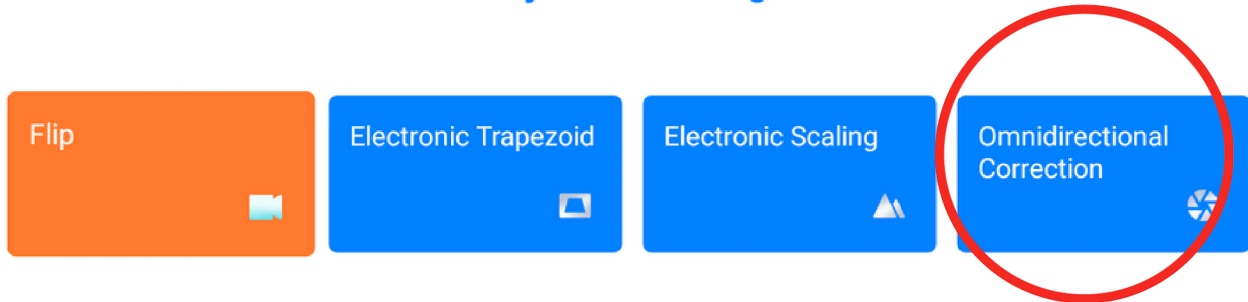 Flip
Electronic Trapezoid
Electronic Scaling
Omnidirectional
Correction